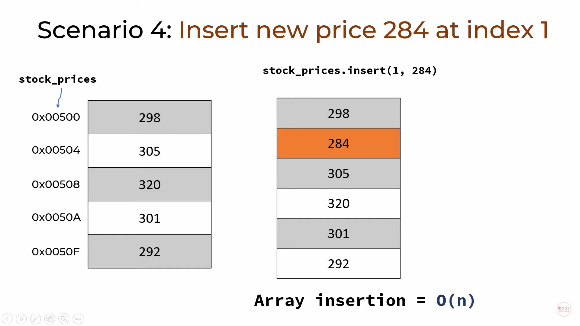 Scenario 4: Insert new price 284 at index 1
stock_prices.insert(1, 284)
stock_prices
0x00500 298
0x00504 305
0x00508 320
0x0050A 301
0x0050F 292
298
284
305
320
301
292
Array insertion = O(n)